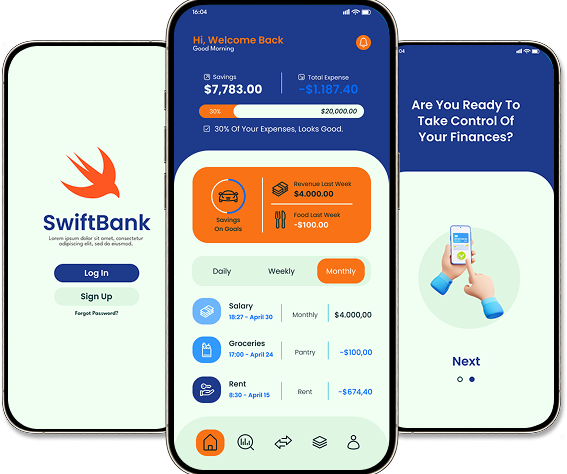 SwiftBank
Lorem ipsum dolor sit amet, consectetur
adipiscing elit, sed do eiusmod.
Log In
Sign Up
Forgot Password?
16:04
Hi, Welcome Back
Good Morning
Savings
$7,783.00
Total Expense
-$1.187.40
30%
$20,000.00
30% Of Your Expenses, Looks Good.
Savings
On Goals
Revenue Last Week
$4.000.00
Food Last Week
-$100.00
Daily
Weekly
Monthly
Salary
18:27 - April 30
Monthly
$4.000,00
Groceries
17:00 - April 24
Pantry
-$100,00
Rent
8:30 - April 15
Rent
-$674,40
Are You Ready To
Take Control Of
Your Finances?
Next